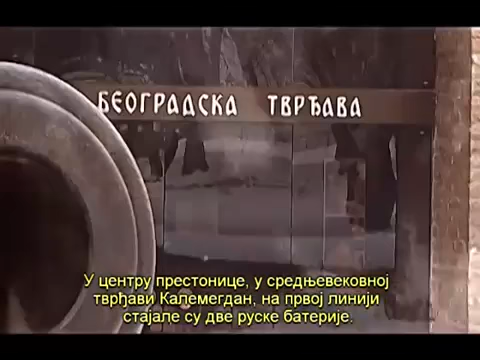 БЕОГРАДСКА ТВРЂАВА
У центру престонице, у средњевековној
тврђави Калемегдан, на првој линији
стајале су две руске батерије.